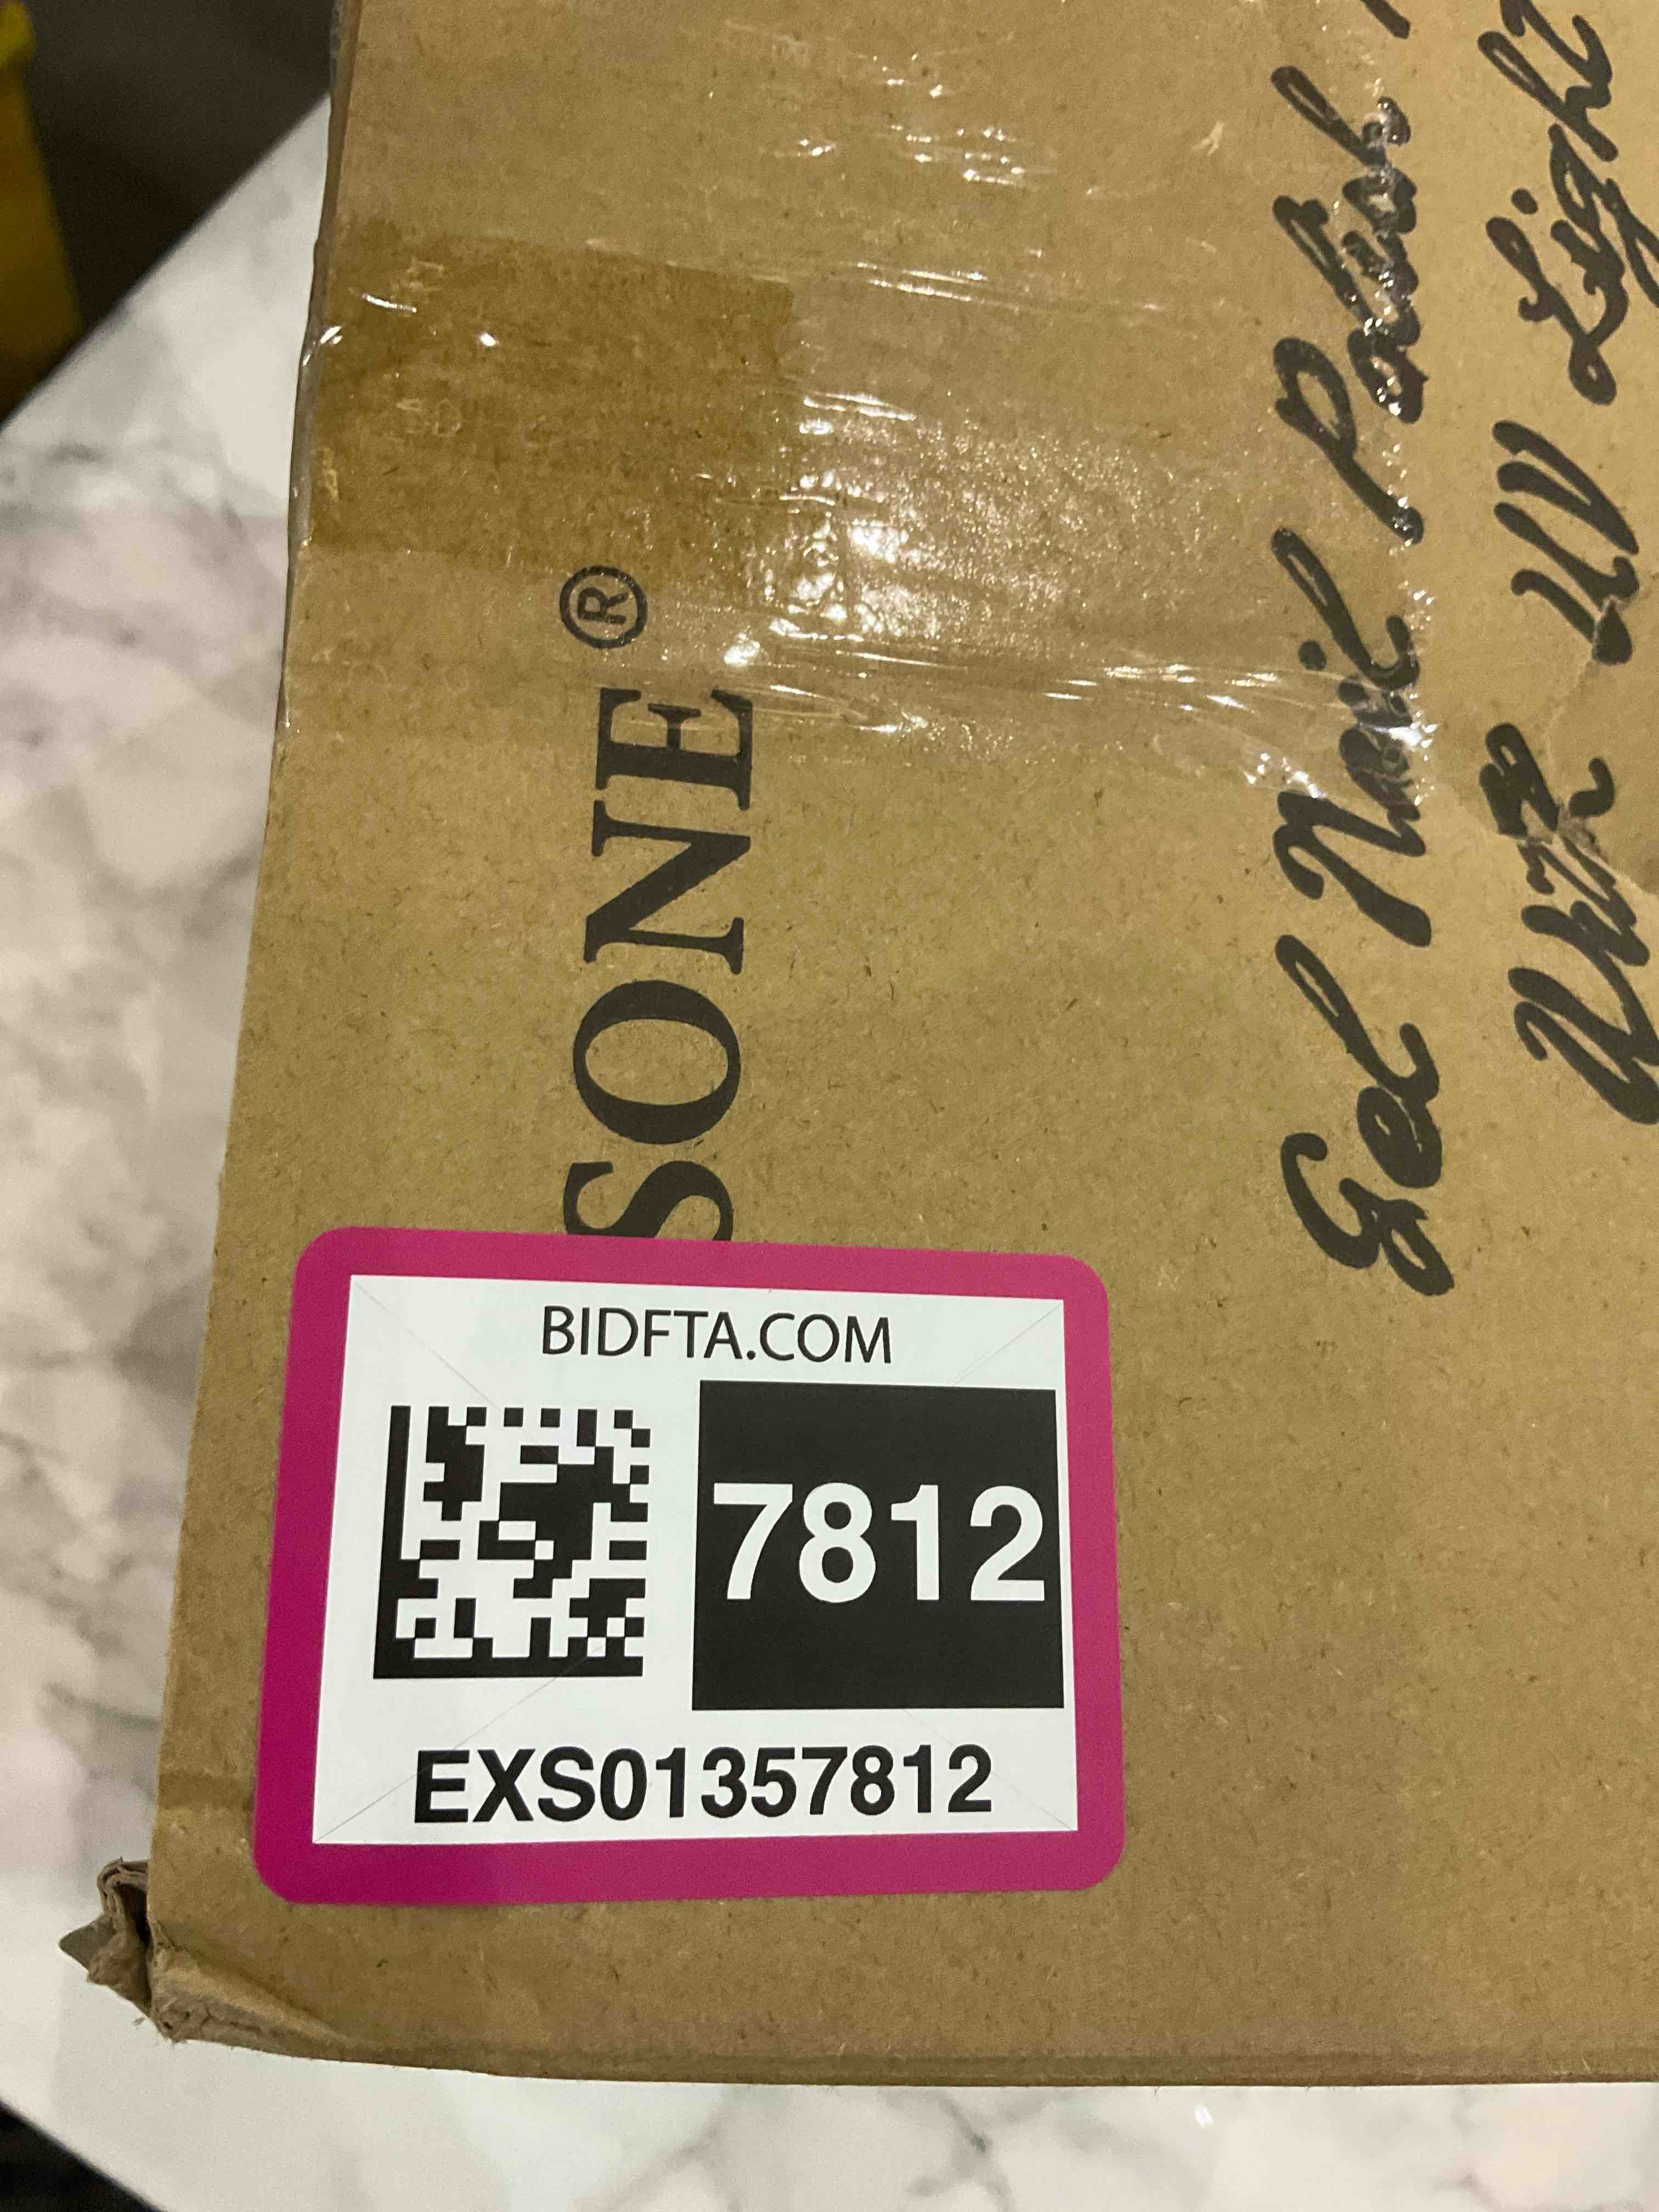 SONE®
Gel Nail Polish
UV Light
BIDFTA.COM
7812
EXS01357812